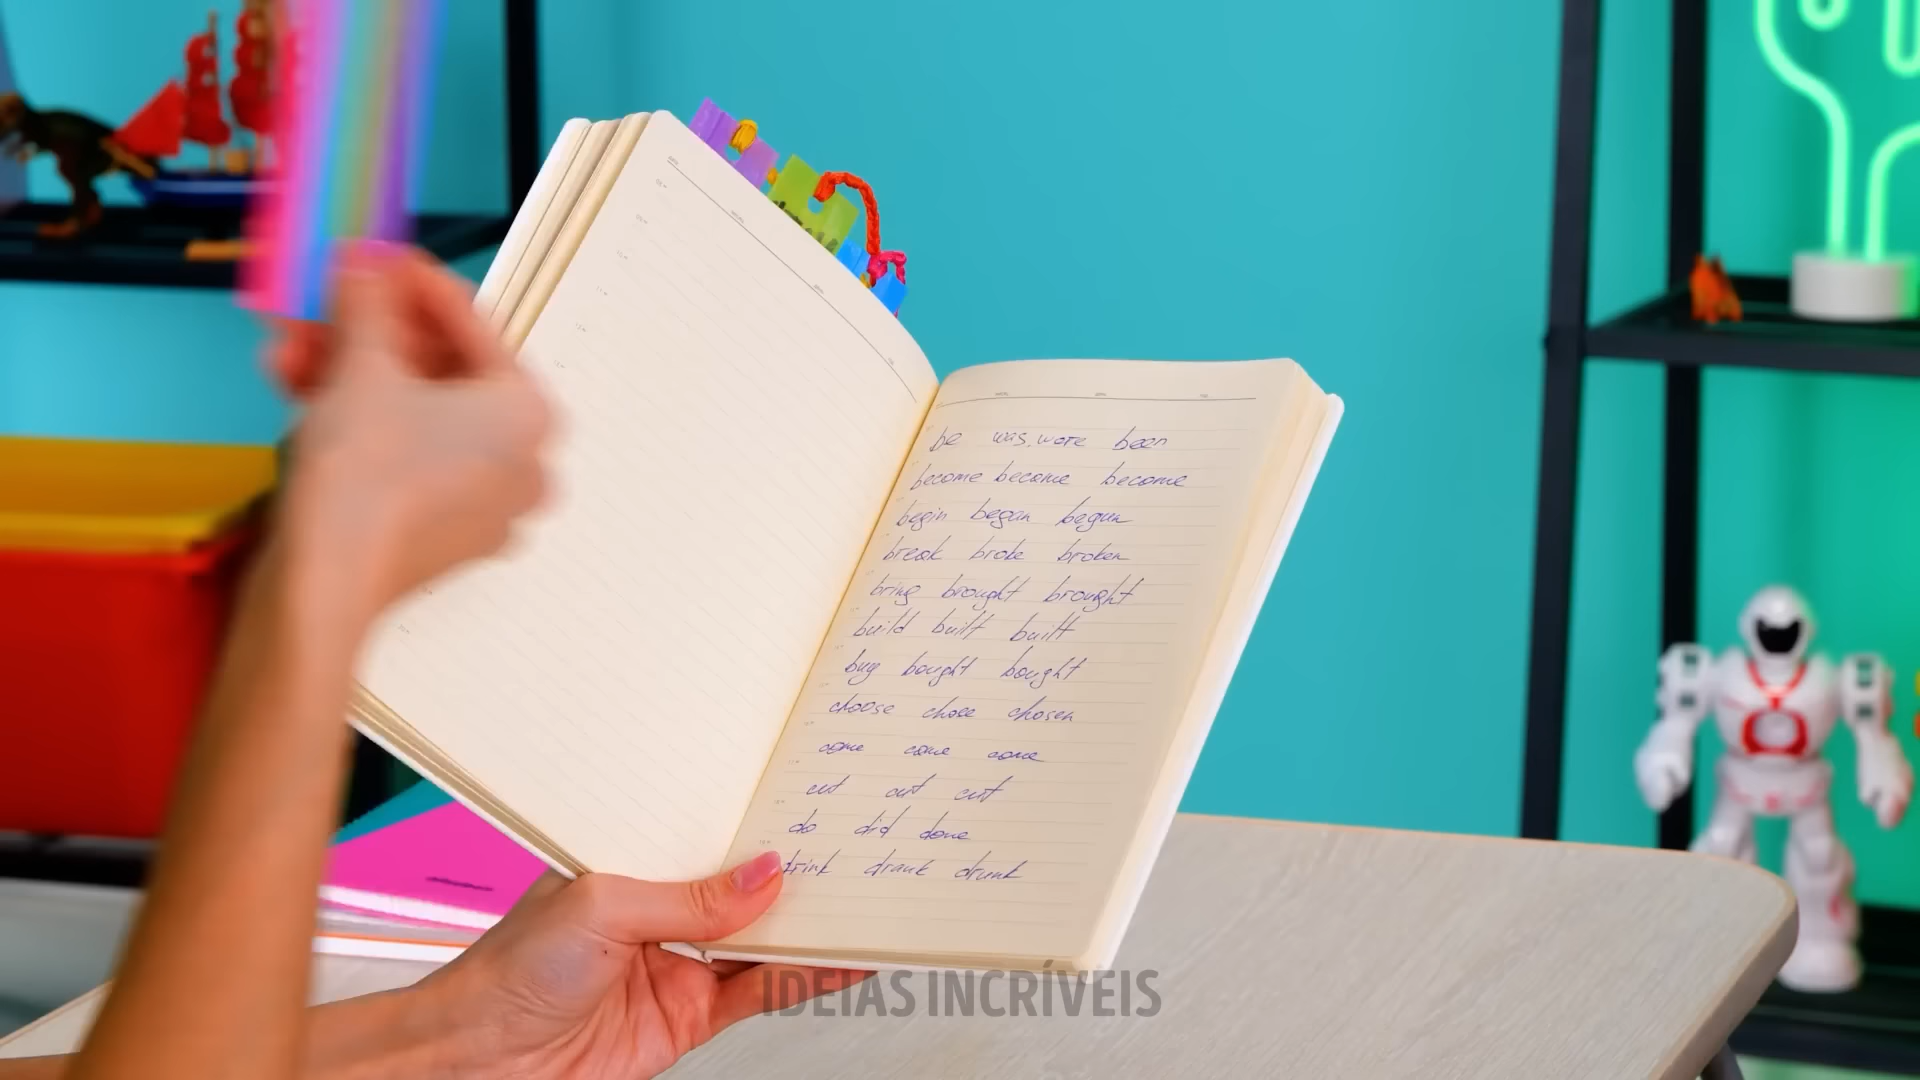 be was, were been
become became become
begin began begun
break broke broken
bring brought brought
build built built
buy bought bought
choose chose chosen
come came come
cut cut cut
do did done
drink drank drunk
IDEIAS INCRÍVEIS